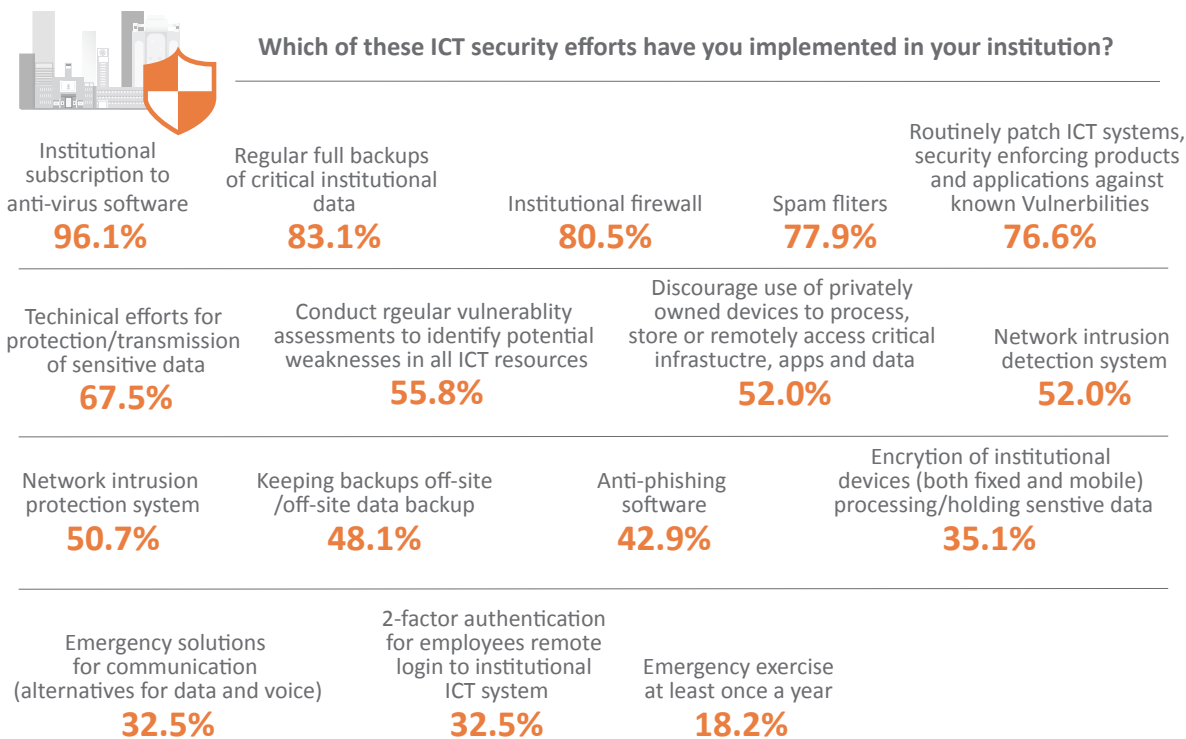 Which of these ICT security efforts have you implemented in your institution?
Institutional
subscription to
anti-virus software
96.1%
Regular full backups
of critical institutional
data
83.1%
Institutional firewall
80.5%
Spam fliters
77.9%
Routinely patch ICT systems,
security enforcing products
and applications against
known Vulnerbilities
76.6%
Techinical efforts for
protection/transmission
of sensitive data
67.5%
Conduct rgeular vulnerablity
assessments to identify potential
weaknesses in all ICT resources
55.8%
Discourage use of privately
owned devices to process,
store or remotely access critical
infrastuctre, apps and data
52.0%
Network intrusion
detection system
52.0%
Network intrusion
protection system
50.7%
Keeping backups off-site
/off-site data backup
48.1%
Anti-phishing
software
42.9%
Encrytion of institutional
devices (both fixed and mobile)
processing/holding senstive data
35.1%
Emergency solutions
for communication
(alternatives for data and voice)
32.5%
2-factor authentication
for employees remote
login to institutional
ICT system
32.5%
Emergency exercise
at least once a year
18.2%